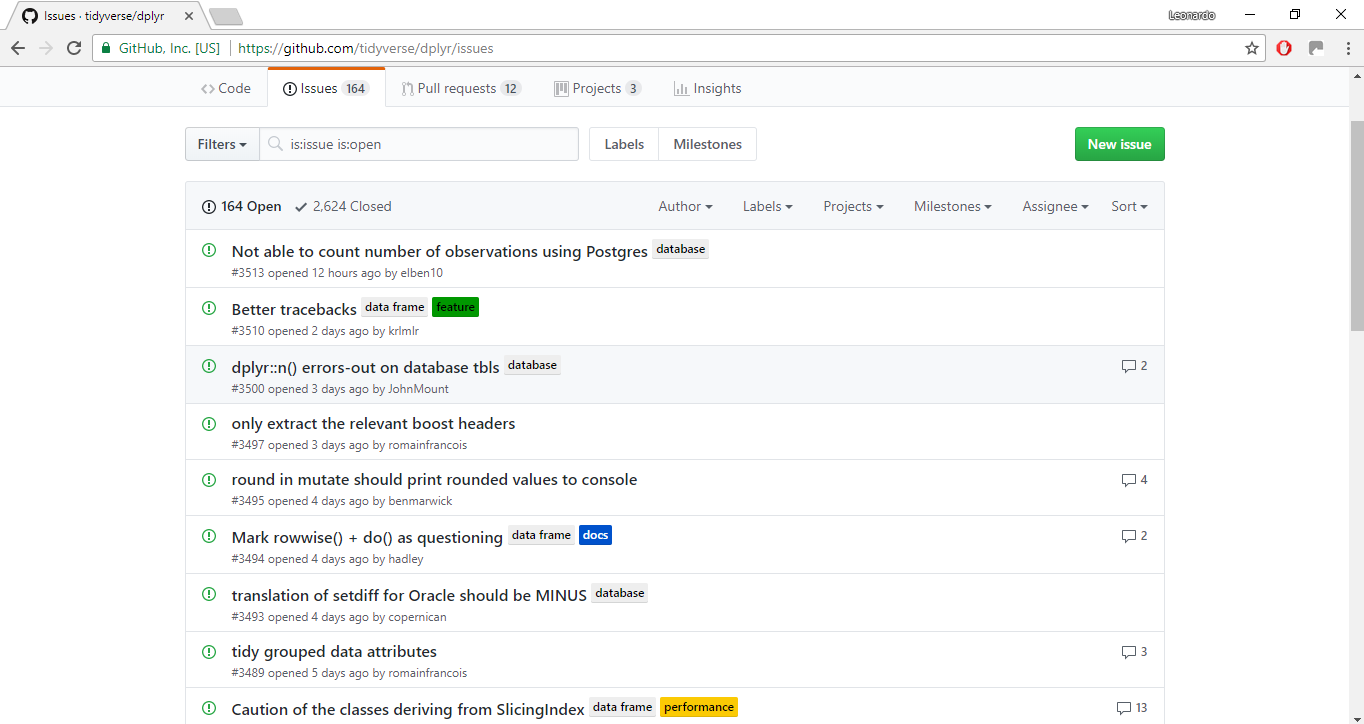 Issues · tidyverse/dplyr
Leonardo
GitHub, Inc. [US] https://github.com/tidyverse/dplyr/issues
Code Issues 164 Pull requests 12 Projects 3 Insights
Filters is:issue is:open Labels Milestones New issue
164 Open 2,624 Closed Author Labels Projects Milestones Assignee Sort
Not able to count number of observations using Postgres database
#3513 opened 12 hours ago by elben10
Better tracebacks data frame feature
#3510 opened 2 days ago by krlmlr
dplyr::n() errors-out on database tbls database 2
#3500 opened 3 days ago by JohnMount
only extract the relevant boost headers
#3497 opened 3 days ago by romainfrancois
round in mutate should print rounded values to console 4
#3495 opened 4 days ago by benmarwick
Mark rowwise() + do() as questioning data frame docs 2
#3494 opened 4 days ago by hadley
translation of setdiff for Oracle should be MINUS database
#3493 opened 4 days ago by copernican
tidy grouped data attributes 3
#3489 opened 5 days ago by romainfrancois
Caution of the classes deriving from SlicingIndex data frame performance 13